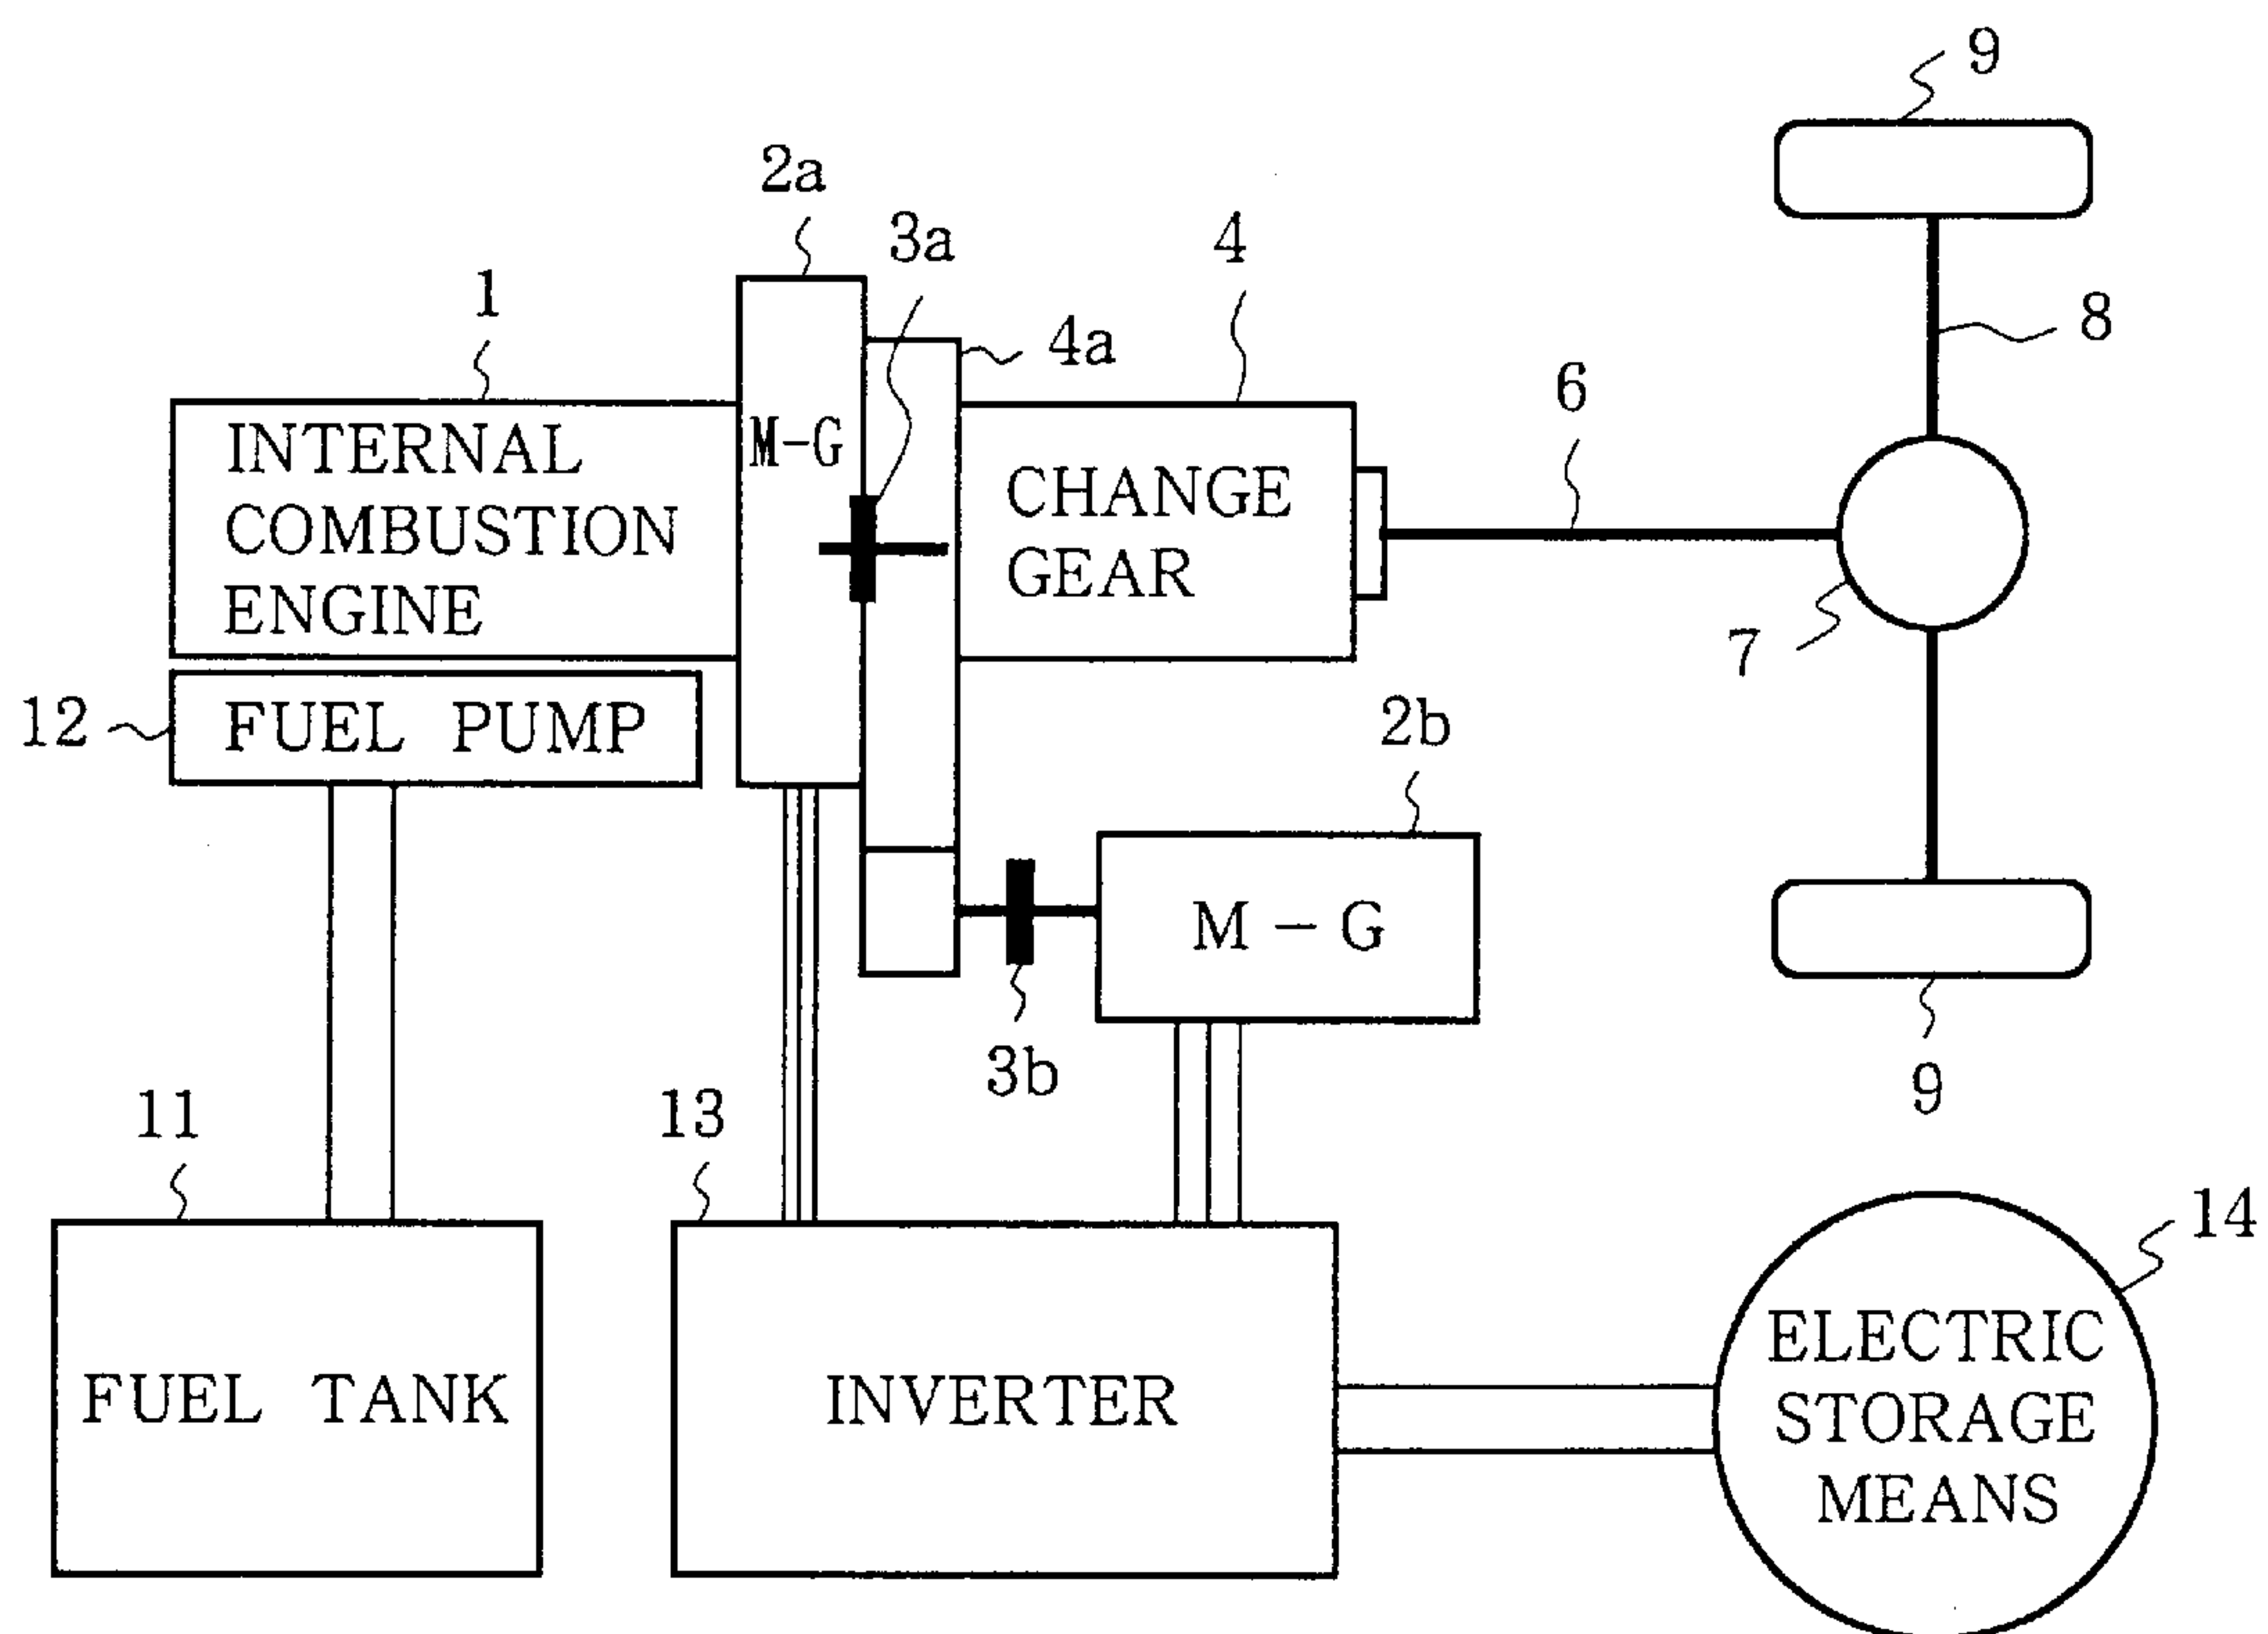 9
2a
3a
4
1
4a
8
6
INTERNAL
COMBUSTION
ENGINE
M-G
CHANGE
GEAR
7
12
FUEL PUMP
2b
M-G
3b
9
11
13
14
FUEL TANK
INVERTER
ELECTRIC
STORAGE
MEANS